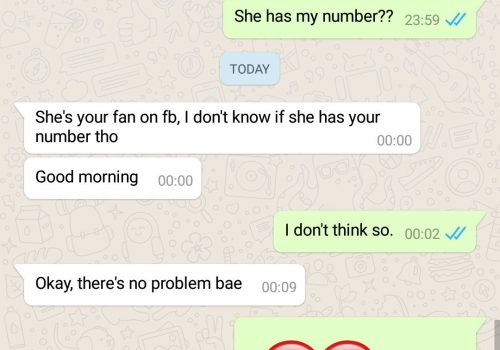 She has my number?? 23:59
TODAY
She's your fan on fb, I don't know if she has your
number tho
00:00
Good morning 00:00
I don't think so. 00:02
Okay, there's no problem bae 00:09